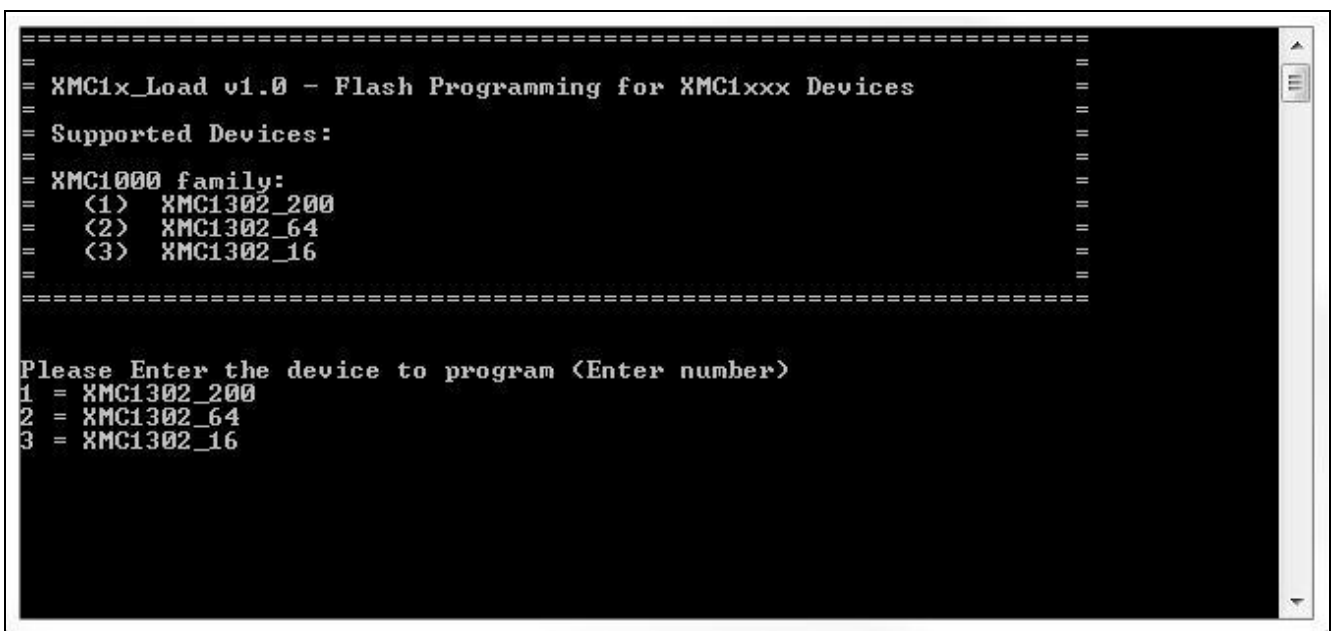 =====================================================================
=                                                                   =
= XMC1x_Load v1.0 - Flash Programming for XMC1xxx Devices           =
=                                                                   =
= Supported Devices:                                                =
=                                                                   =
= XMC1000 family:                                                   =
=   (1)  XMC1302_200                                                =
=   (2)  XMC1302_64                                                 =
=   (3)  XMC1302_16                                                 =
=                                                                   =
=====================================================================
Please Enter the device to program (Enter number)
1 = XMC1302_200
2 = XMC1302_64
3 = XMC1302_16